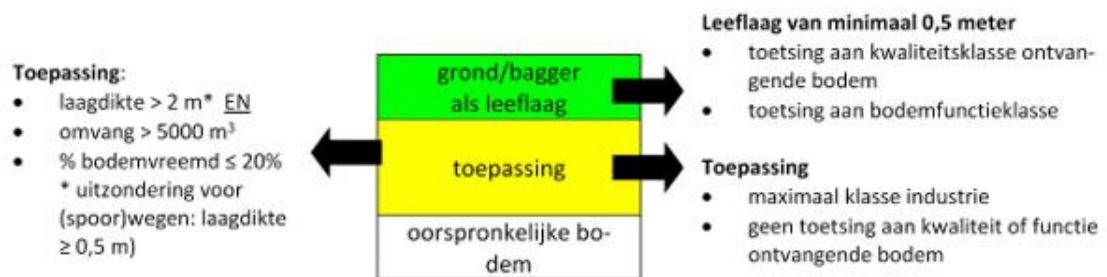 Toepassing:
• laagdikte > 2 m* EN
• omvang > 5000 m³
• % bodemvreemd ≤ 20%
* uitzondering voor
(spoor)wegen: laagdikte
≥ 0,5 m)
grond/bagger
als leeflaag
toepassing
oorspronkelijke bo-
dem
Leeflaag van minimaal 0,5 meter
• toetsing aan kwaliteitsklasse ontvan-
gende bodem
• toetsing aan bodemfunctieklasse
Toepassing
• maximaal klasse industrie
• geen toetsing aan kwaliteit of functie
ontvangende bodem